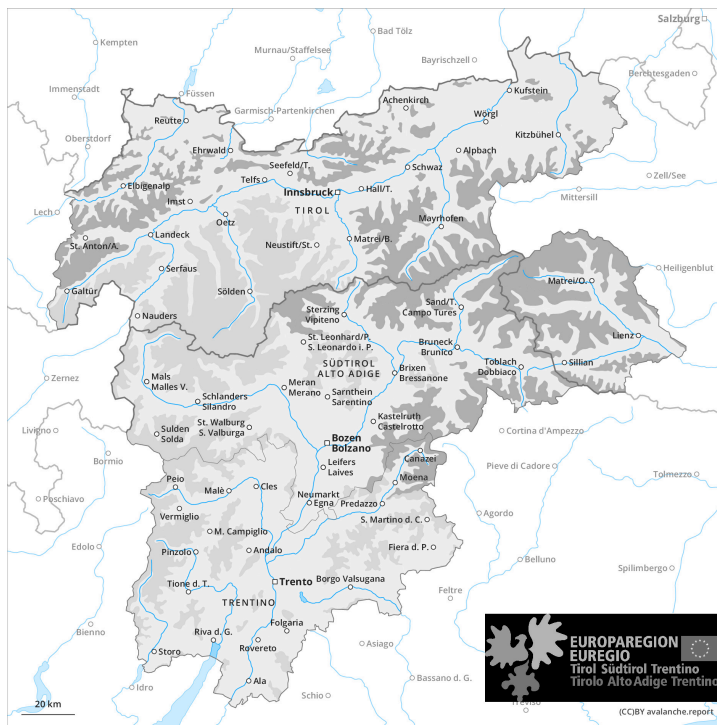 Salzburg
Kempten
Bad Tölz
Murnau/Staffelsee
Bayrischzell
Berchtesgaden
Immenstadt
Füssen
Kufstein
Achenkirch
Garmisch-Partenkirchen
Reutte
Wörgl
Kitzbühel
Oberstdorf
Ehrwald
Alpbach
Seefeld/T.
Schwaz
Zell/See
Telfs
Elbigenalp
Innsbruck
Hall/T.
Mittersill
Imst
TIROL
Lech
Oetz
Mayrhofen
Landeck
St. Anton/A.
Neustift/St.
Matrei/B.
Serfaus
Heiligenblut
Galtür
Sölden
Matrei/O.
Nauders
Sterzing
Vipiteno
Sand/T.
Campo Tures
Lienz
St. Leonhard/P.
S. Leonardo i. P.
Bruneck
Brunico
SÜDTIROL
ALTO ADIGE
Toblach
Dobbiaco
Sillian
Brixen
Bressanone
Zernez
Mals
Malles V.
Meran
Merano
Schlanders
Silandro
Sarnthein
Sarentino
Kastelruth
Castelrotto
St. Walburg
S. Valburga
Livigno
Sulden
Solda
Bozen
Bolzano
Cortina d'Ampezzo
Bormio
Canazei
Leifers
Laives
Pieve di Cadore
Tolmezzo
Peio
Malè
Cles
Moena
Poschiavo
Neumarkt
Egna
Predazzo
Vermiglio
Agordo
S. Martino d. C.
M. Campiglio
Edolo
Pinzolo
Andalo
Fiera d. P.
Belluno
Spilimbergo
Tione d. T.
Trento
Borgo Valsugana
Feltre
TRENTINO
Bienno
Riva d. G.
Folgaria
Rovereto
Asiago
Storo
Idro
Ala
Schio
Bassano d. G.
Treviso
EUROPAREGION
EUREGIO
Tirol Südtirol Trentino
Tirolo Alto Adige Trentino
20 km
(CC)BY avalanche.report